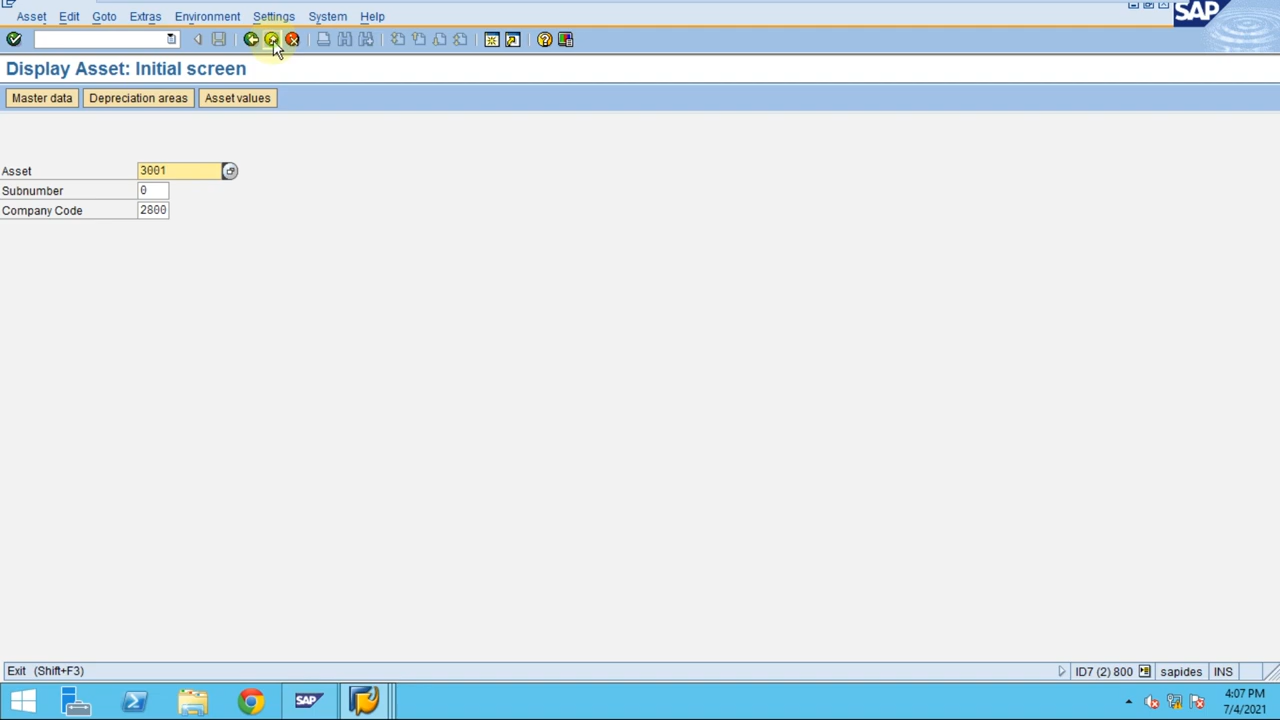 Asset Edit Goto Extras Environment Settings System Help
SAP
Display Asset: Initial screen
Master data Depreciation areas Asset values
Asset 3001
Subnumber 0
Company Code 2800
Exit (Shift+F3) ID7 (2) 800 sapides INS
SAP 4:07 PM
7/4/2021